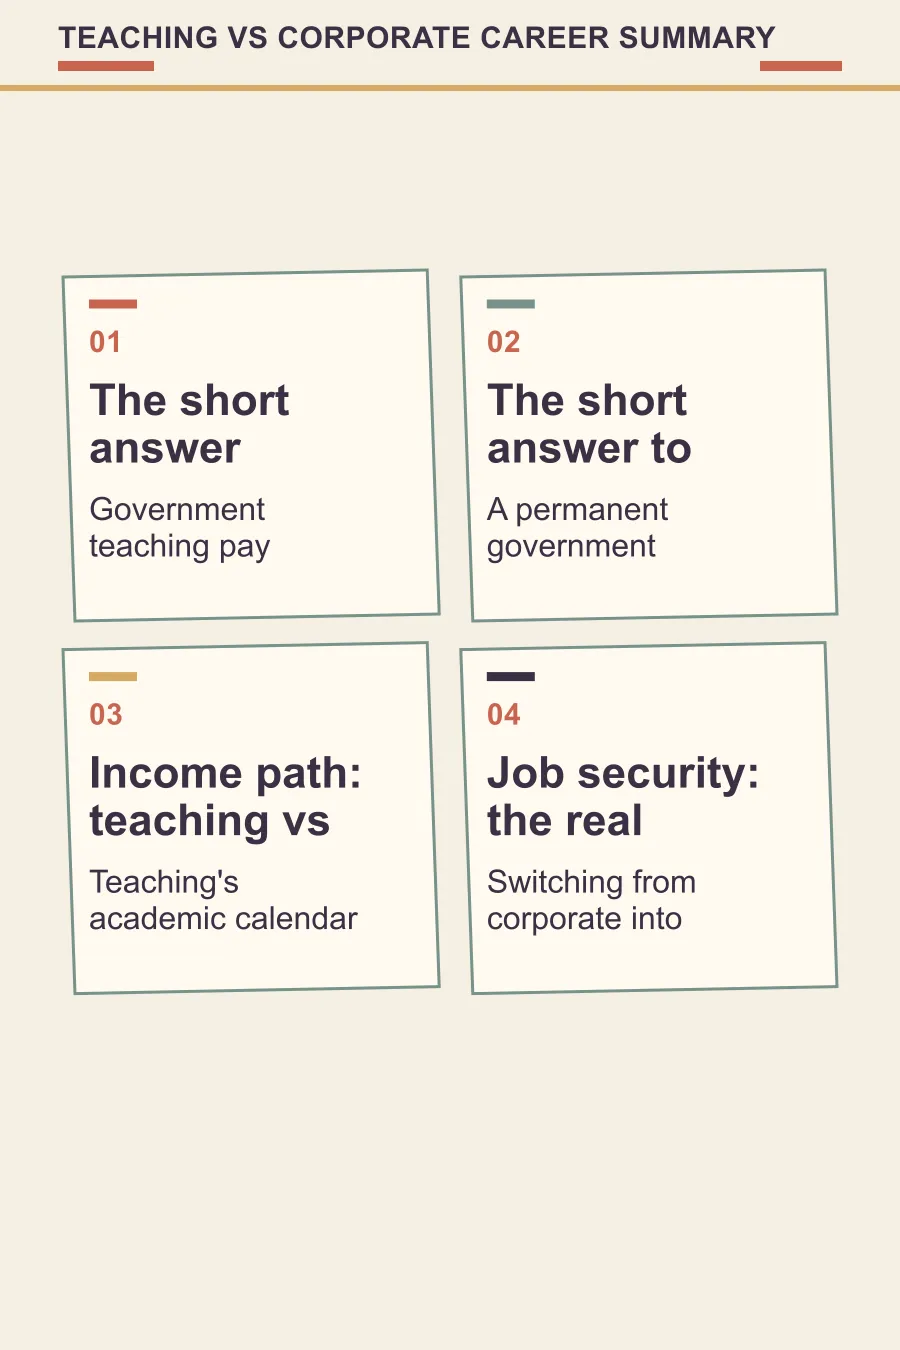 TEACHING VS CORPORATE CAREER SUMMARY
01
The short
answer
Government
teaching pay
02
The short
answer to
A permanent
government
03
Income path:
teaching vs
Teaching's
academic calendar
04
Job security:
the real
Switching from
corporate into